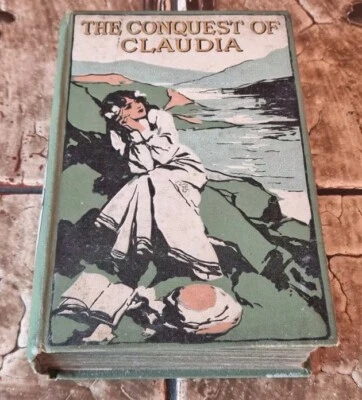 THE CONQUEST OF
CLAUDIA